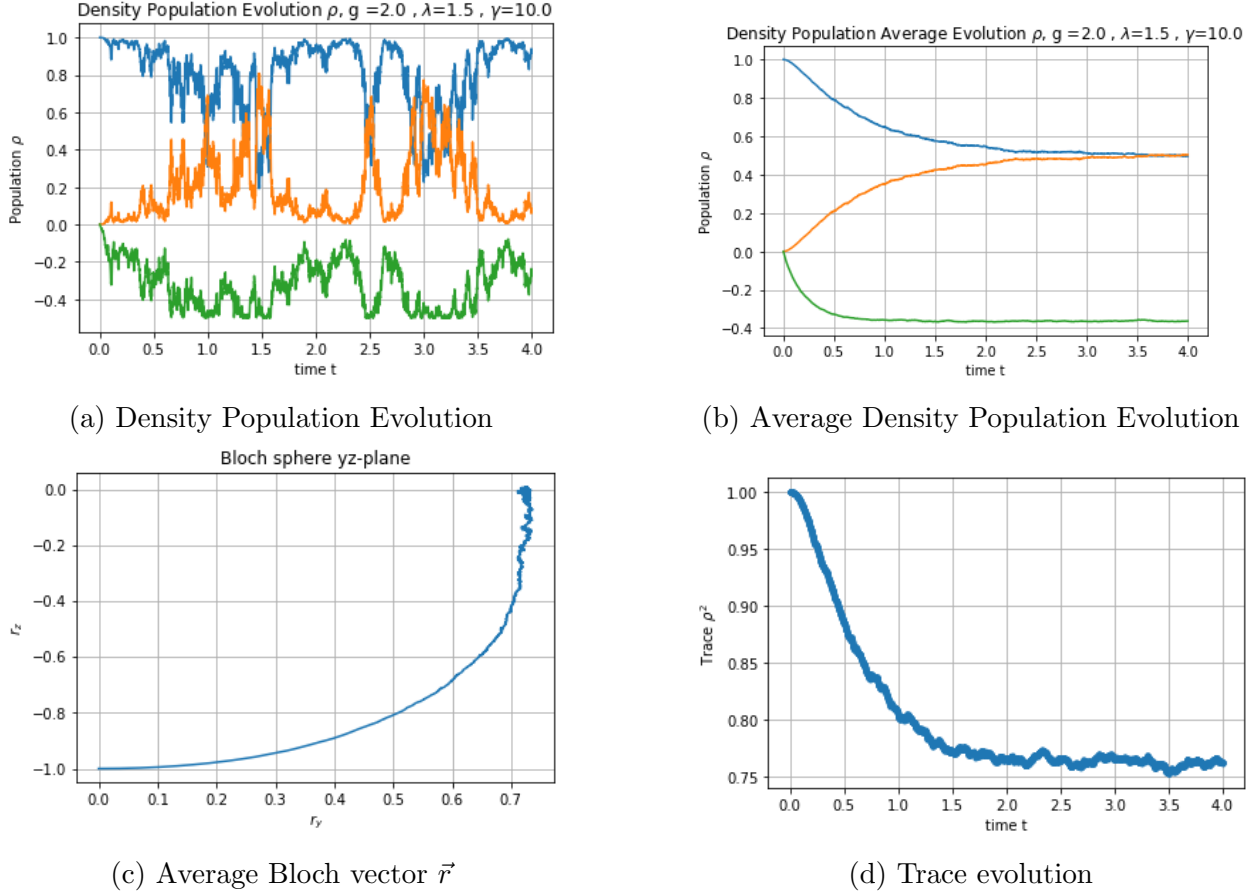 Density Population Evolution ρ, g =2.0 , λ=1.5 , γ=10.0
1.0
0.8
0.6
0.4
0.2
0.0
−0.2
−0.4
Population ρ
0.0 0.5 1.0 1.5 2.0 2.5 3.0 3.5 4.0
time t
(a) Density Population Evolution
Density Population Average Evolution ρ, g =2.0 , λ=1.5 , γ=10.0
1.0
0.8
0.6
0.4
0.2
0.0
−0.2
−0.4
Population ρ
0.0 0.5 1.0 1.5 2.0 2.5 3.0 3.5 4.0
time t
(b) Average Density Population Evolution
Bloch sphere yz-plane
0.0
−0.2
−0.4
−0.6
−0.8
−1.0
r_z
0.0 0.1 0.2 0.3 0.4 0.5 0.6 0.7
r_y
(c) Average Bloch vector r⃗
1.00
0.95
0.90
0.85
0.80
0.75
Trace ρ²
0.0 0.5 1.0 1.5 2.0 2.5 3.0 3.5 4.0
time t
(d) Trace evolution